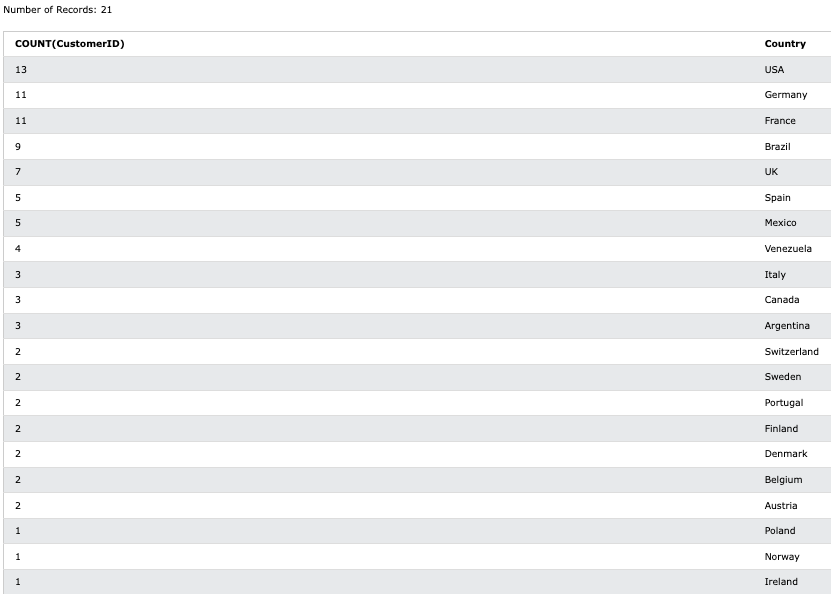 Number of Records: 21
COUNT(CustomerID) Country
13 USA
11 Germany
11 France
9 Brazil
7 UK
5 Spain
5 Mexico
4 Venezuela
3 Italy
3 Canada
3 Argentina
2 Switzerland
2 Sweden
2 Portugal
2 Finland
2 Denmark
2 Belgium
2 Austria
1 Poland
1 Norway
1 Ireland